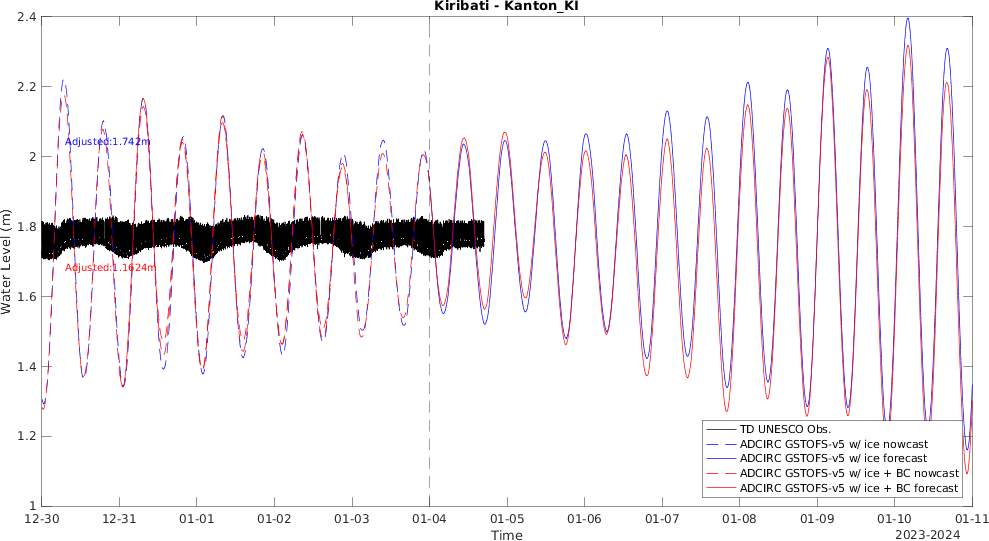 Kiribati - Kanton_KI
2.4
2.2
2
1.8
1.6
1.4
1.2
1
Water Level (m)
Adjusted:1.742m
Adjusted:1.1624m
TD UNESCO Obs.
ADCIRC GSTOFS-v5 w/ ice nowcast
ADCIRC GSTOFS-v5 w/ ice forecast
ADCIRC GSTOFS-v5 w/ ice + BC nowcast
ADCIRC GSTOFS-v5 w/ ice + BC forecast
12-30 12-31 01-01 01-02 01-03 01-04 01-05 01-06 01-07 01-08 01-09 01-10 01-11
Time
2023-2024